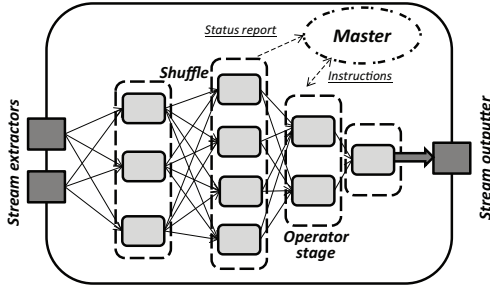 Status report
Master
Shuffle
Instructions
Stream extractors
Stream outputter
Operator
stage